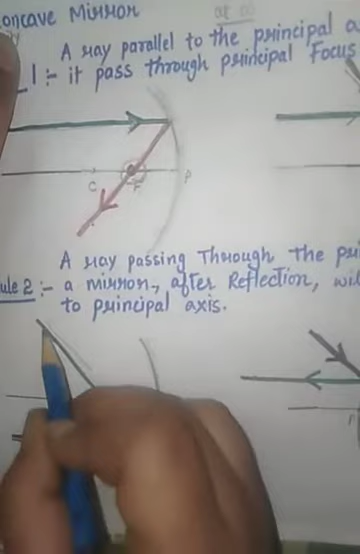 oncave Mirror
at ∞
A ray parallel to the principal a
1 :- it pass through principal Focus
C F P
A ray passing Through the pri
ule 2 :- a mirror, after Reflection, wil
to principal axis.